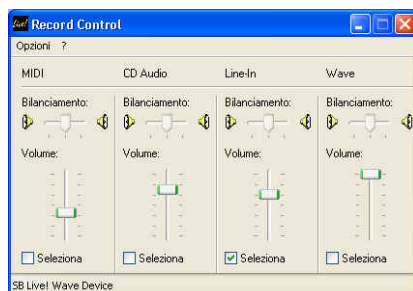 Live! Record Control
Opzioni ?
MIDI CD Audio Line-In Wave
Bilanciamento: Bilanciamento: Bilanciamento: Bilanciamento:
Volume: Volume: Volume: Volume:
Seleziona Seleziona Seleziona Seleziona
SB Live! Wave Device